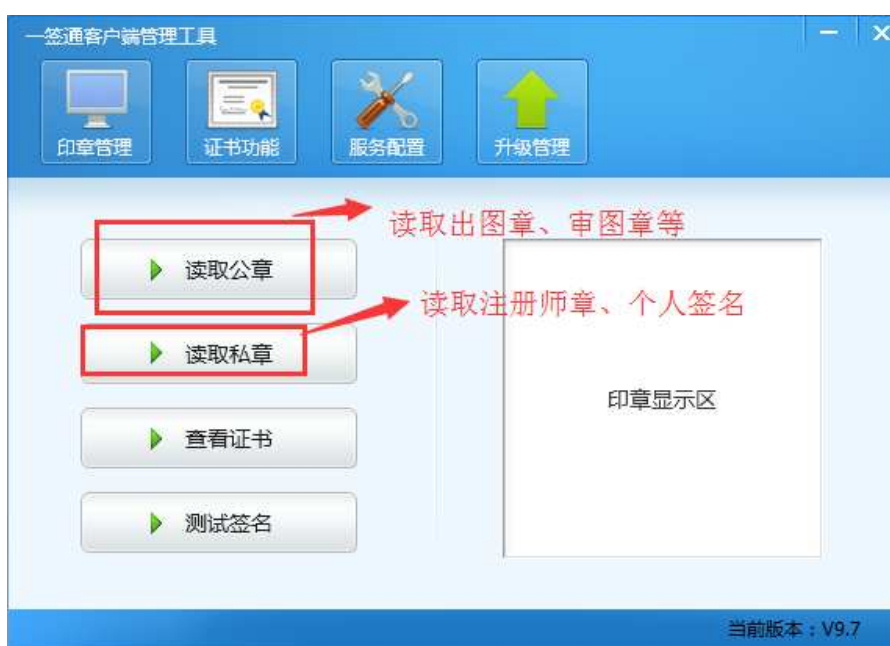 一签通客户端管理工具
印章管理
证书功能
服务配置
升级管理
读取出图章、审图章等
读取公章
读取注册师章、个人签名
读取私章
印章显示区
查看证书
测试签名
当前版本：V9.7